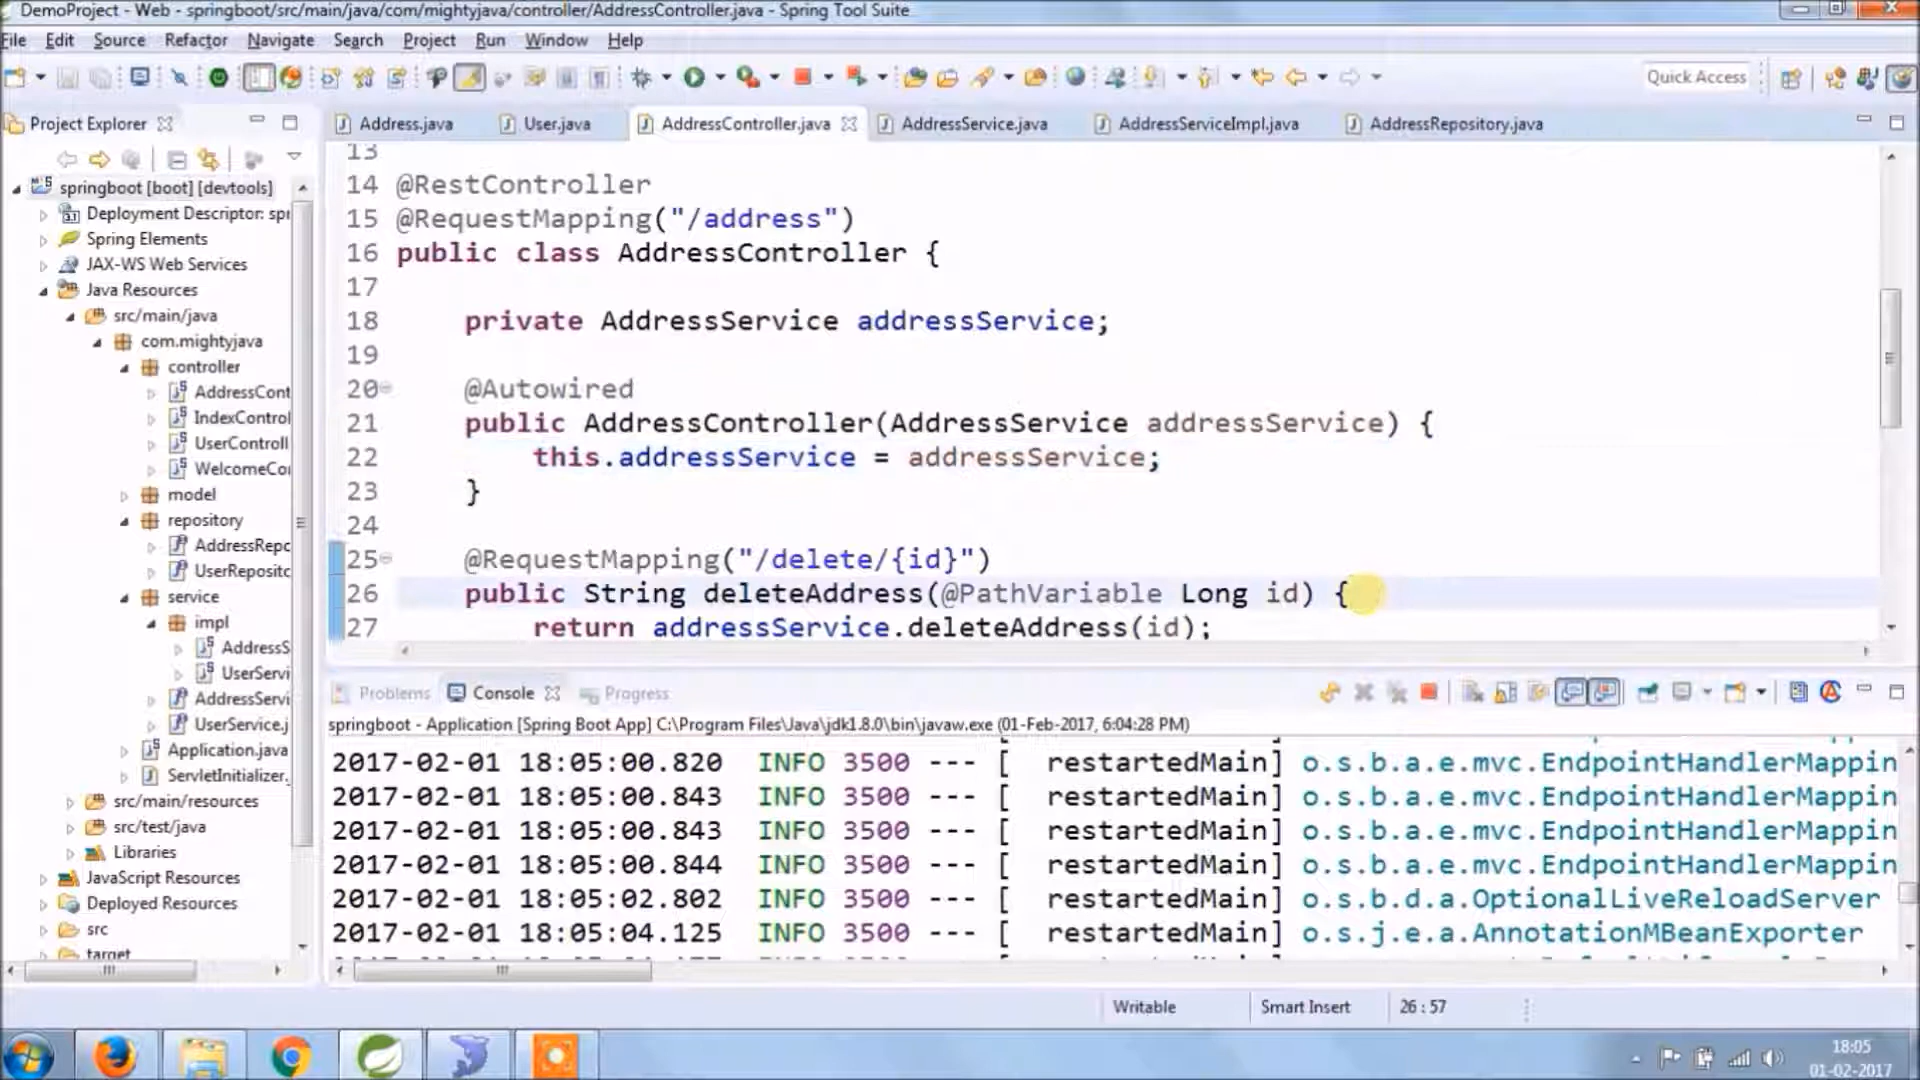 DemoProject - Web - springboot/src/main/java/com/mightyjava/controller/AddressController.java - Spring Tool Suite
File Edit Source Refactor Navigate Search Project Run Window Help
Quick Access
Project Explorer
Address.java User.java AddressController.java AddressService.java AddressServiceImpl.java AddressRepository.java
springboot [boot] [devtools]
Deployment Descriptor: spr
Spring Elements
JAX-WS Web Services
Java Resources
src/main/java
com.mightyjava
controller
AddressCont
IndexControl
UserControll
WelcomeCo
model
repository
AddressRepc
UserRepositc
service
impl
AddressS
UserServi
AddressServi
UserService.j
Application.java
ServletInitializer.
src/main/resources
src/test/java
Libraries
JavaScript Resources
Deployed Resources
src
target
13
14 @RestController
15 @RequestMapping("/address")
16 public class AddressController {
17
18 private AddressService addressService;
19
20 @Autowired
21 public AddressController(AddressService addressService) {
22 this.addressService = addressService;
23 }
24
25 @RequestMapping("/delete/{id}")
26 public String deleteAddress(@PathVariable Long id) {
27 return addressService.deleteAddress(id);
Problems Console Progress
springboot - Application [Spring Boot App] C:\Program Files\Java\jdk1.8.0\bin\javaw.exe (01-Feb-2017, 6:04:28 PM)
2017-02-01 18:05:00.820 INFO 3500 --- [ restartedMain] o.s.b.a.e.mvc.EndpointHandlerMappin
2017-02-01 18:05:00.843 INFO 3500 --- [ restartedMain] o.s.b.a.e.mvc.EndpointHandlerMappin
2017-02-01 18:05:00.843 INFO 3500 --- [ restartedMain] o.s.b.a.e.mvc.EndpointHandlerMappin
2017-02-01 18:05:00.844 INFO 3500 --- [ restartedMain] o.s.b.a.e.mvc.EndpointHandlerMappin
2017-02-01 18:05:02.802 INFO 3500 --- [ restartedMain] o.s.b.d.a.OptionalLiveReloadServer
2017-02-01 18:05:04.125 INFO 3500 --- [ restartedMain] o.s.j.e.a.AnnotationMBeanExporter
Writable Smart Insert 26 : 57
18:05
01-02-2017